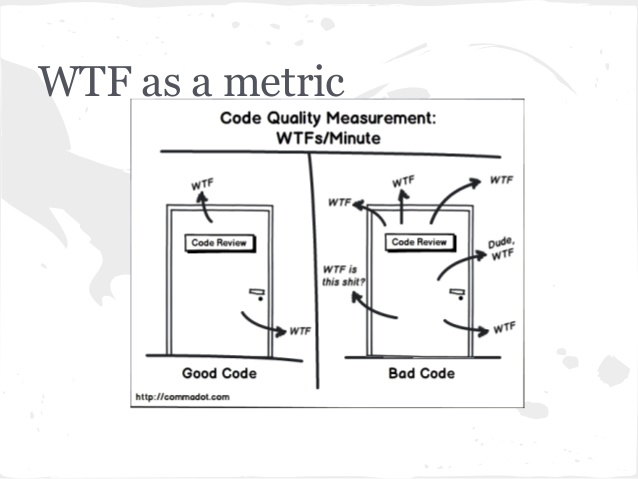 WTF as a metric
Code Quality Measurement:
WTFs/Minute
WTF
Code Review
WTF
Good Code
http://commadot.com
WTF
WTF
WTF
Code Review
Dude,
WTF
WTF is
this shit?
WTF
Bad Code